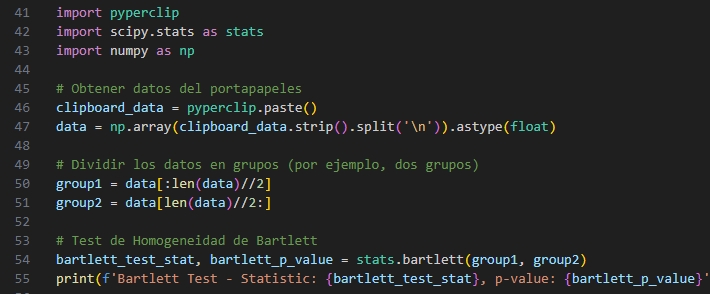 41 import pyperclip
42 import scipy.stats as stats
43 import numpy as np
44
45 # Obtener datos del portapapeles
46 clipboard_data = pyperclip.paste()
47 data = np.array(clipboard_data.strip().split('\n')).astype(float)
48
49 # Dividir los datos en grupos (por ejemplo, dos grupos)
50 group1 = data[:len(data)//2]
51 group2 = data[len(data)//2:]
52
53 # Test de Homogeneidad de Bartlett
54 bartlett_test_stat, bartlett_p_value = stats.bartlett(group1, group2)
55 print(f'Bartlett Test - Statistic: {bartlett_test_stat}, p-value: {bartlett_p_value}'